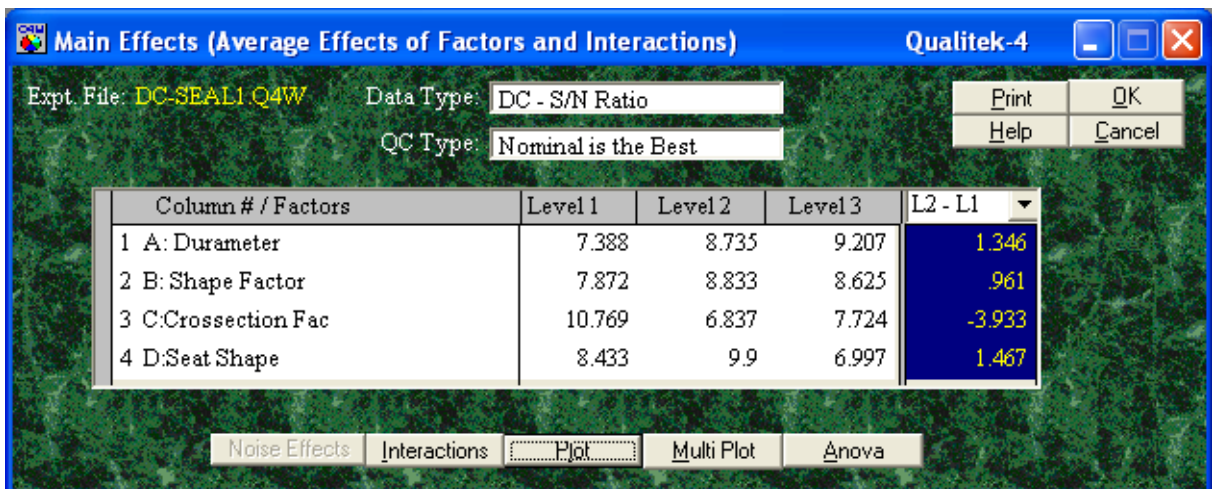 Main Effects (Average Effects of Factors and Interactions) Qualitek-4
Expt. File: DC-SEAL1.Q4W Data Type: DC - S/N Ratio Print OK
QC Type: Nominal is the Best Help Cancel
Column # / Factors Level 1 Level 2 Level 3 L2 - L1
1 A: Durameter 7.388 8.735 9.207 1.346
2 B: Shape Factor 7.872 8.833 8.625 .961
3 C:Crossection Fac 10.769 6.837 7.724 -3.933
4 D:Seat Shape 8.433 9.9 6.997 1.467
Noise Effects Interactions Plot Multi Plot Anova